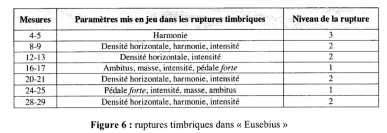 Mesures Paramètres mis en jeu dans les ruptures timbriques Niveau de la rupture
4-5 Harmonie 3
8-9 Densité horizontale, harmonie, intensité 2
12-13 Densité horizontale, intensité 2
16-17 Ambitus, masse, intensité, pédale forte 1
20-21 Densité horizontale, harmonie, intensité 2
24-25 Pédale forte, intensité, masse, ambitus 1
28-29 Densité horizontale, harmonie, intensité 2
Figure 6 : ruptures timbriques dans « Eusebius »